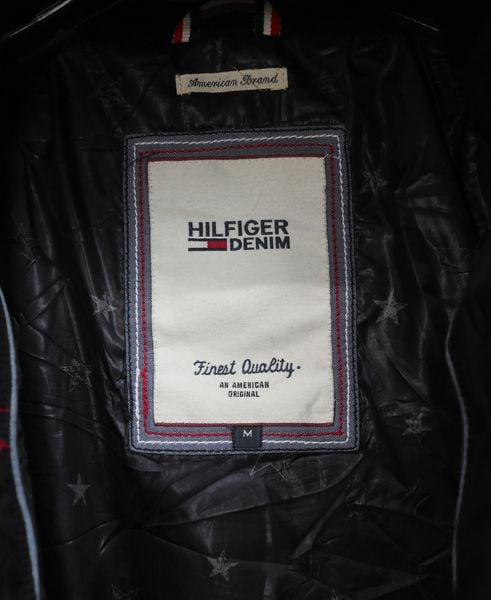 American Brand
HILFIGER
DENIM
Finest Quality.
AN AMERICAN
ORIGINAL
M